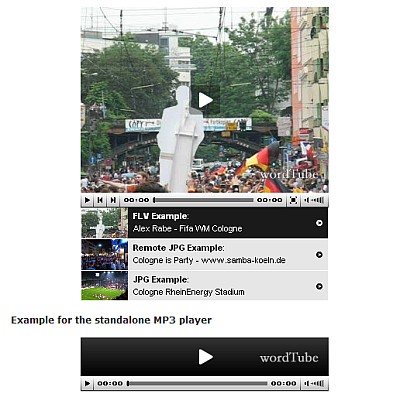 COPY
wordTube
00:00 00:00
FLV Example:
Alex Rabe - Fifa WM Cologne
Remote JPG Example:
Cologne is Party - www.samba-koeln.de
JPG Example:
Cologne RheinEnergy Stadium
Example for the standalone MP3 player
wordTube
00:00 00:00